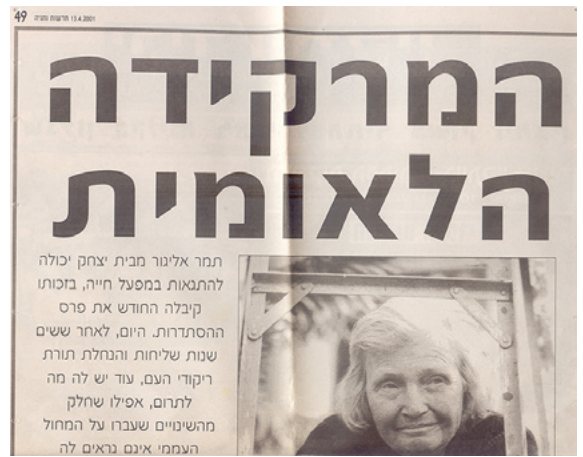 49 חדשות נתניה 13.4.2001
המרקידה
הלאומית
תמר אליגור מבית יצחק יכולה
להתגאות במפעל חייה, בזכותו
קיבלה החודש את פרס
ההסתדרות. היום, לאחר ששים
שנות שליחות והנחלת תורת
ריקודי העם, עוד יש לה מה
לתרום, אפילו שחלק
מהשינויים שעברו על המחול
העממי אינם נראים לה